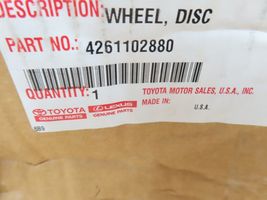 DESCRIPTION: WHEEL, DISC
PART NO.: 4261102880
QUANTITY: 1
TOYOTA MOTOR SALES, U.S.A., INC.
TOYOTA GENUINE PARTS LEXUS GENUINE PARTS
MADE IN: U.S.A.
589